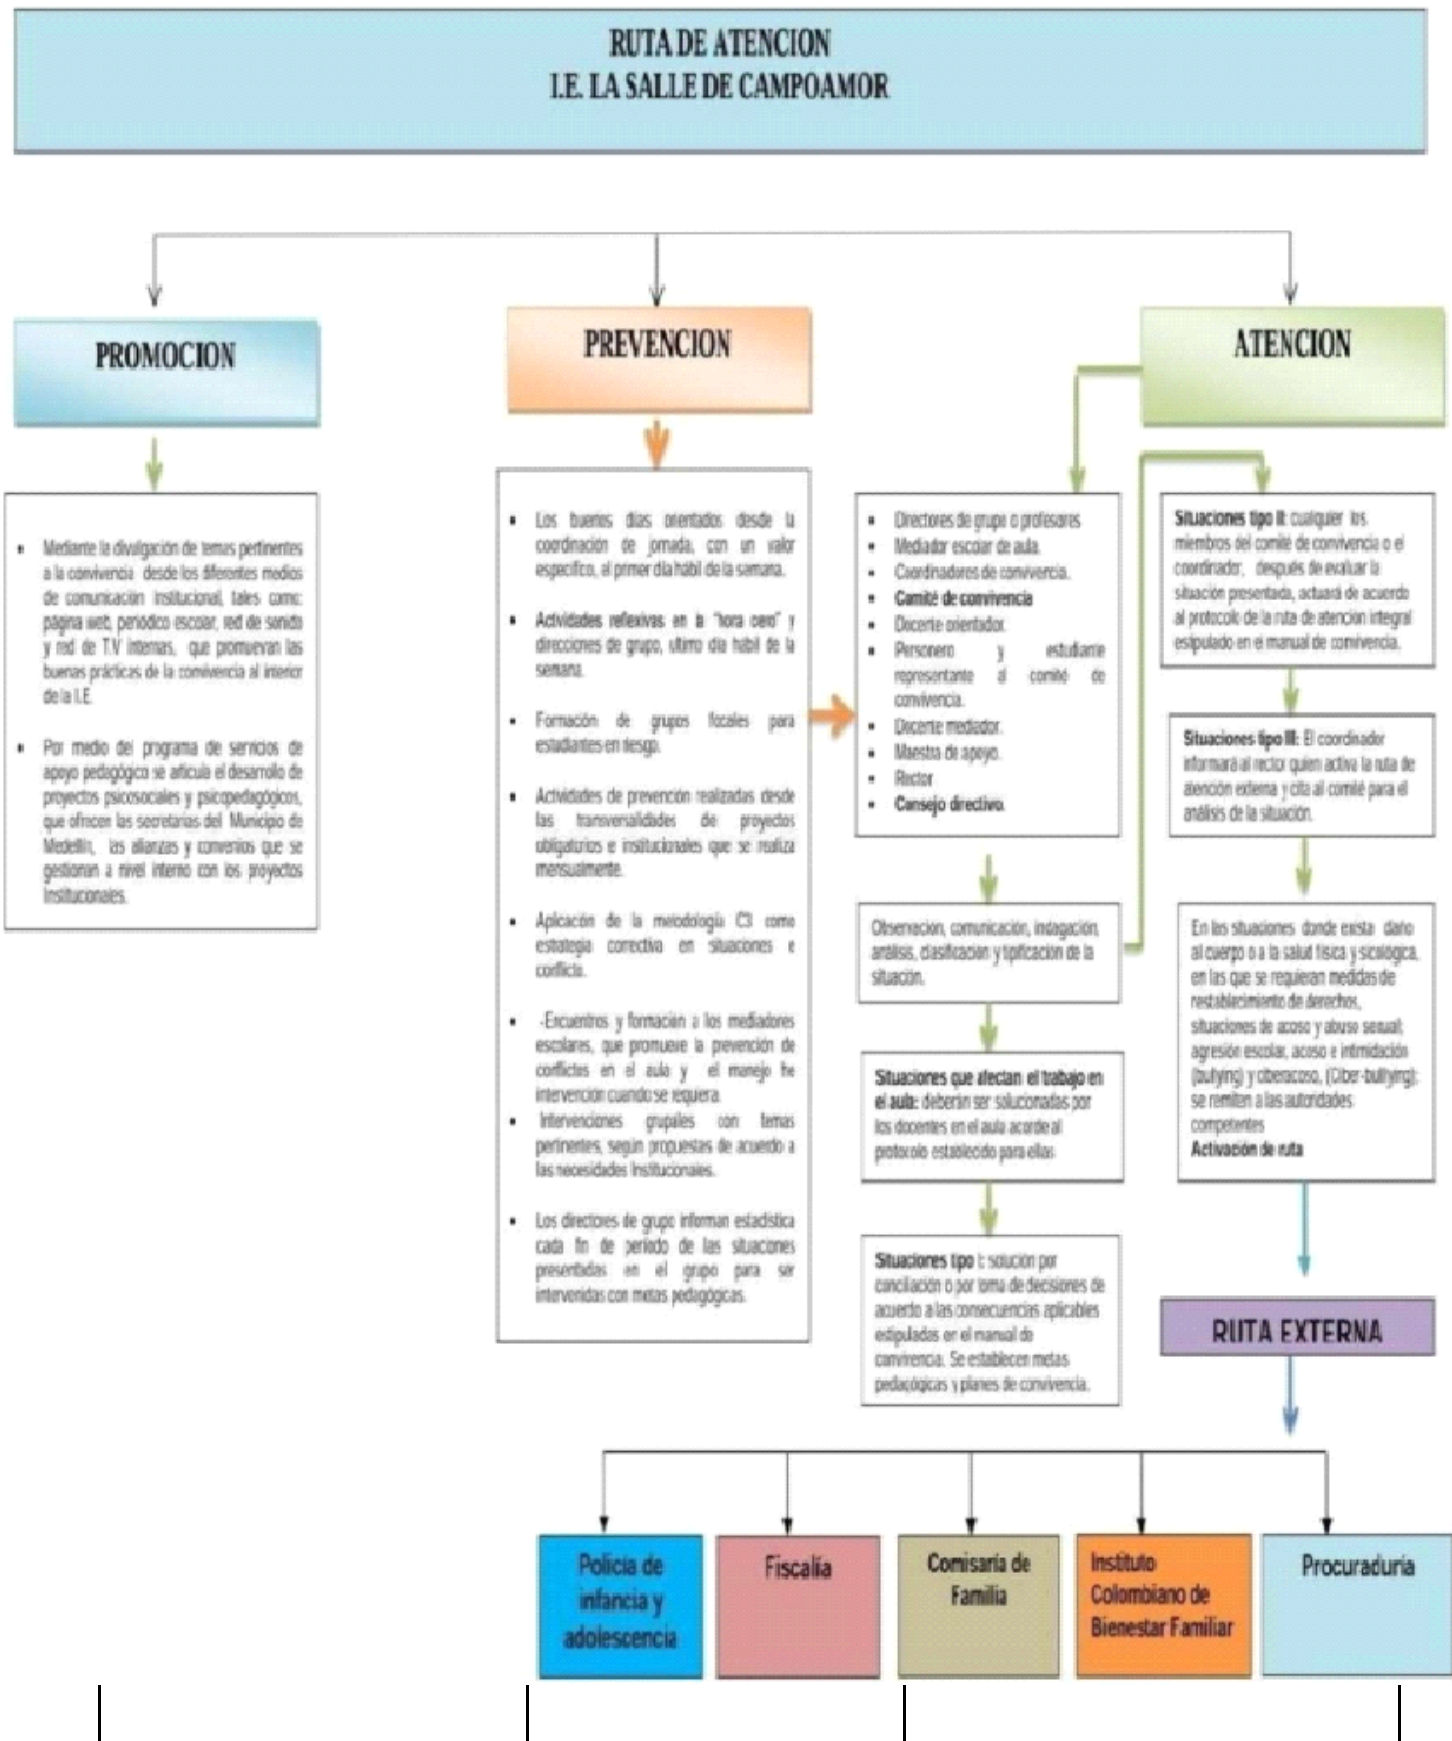 RUTA DE ATENCION
I.E. LA SALLE DE CAMPOAMOR
PROMOCION
• Mediante la divulgación de temas pertinentes
a la convivencia desde los diferentes medios
de comunicación Institucional, tales como:
página web, periódico escolar, red de sonido
y red de T.V internas, que promuevan las
buenas prácticas de la convivencia al interior
de la I.E.
• Por medio del programa de servicios de
apoyo pedagógico se articula el desarrollo de
proyectos psicosociales y psicopedagógicos,
que ofrecen las secretarias del Municipio de
Medellín, las alianzas y convenios que se
gestionan a nivel interno con los proyectos
Institucionales.
PREVENCION
• Los buenos días orientados desde la
coordinación de jornada, con un valor
especifico, el primer día hábil de la semana.
• Actividades reflexivas en la "hora cero" y
direcciones de grupo, ultimo día hábil de la
semana.
• Formación de grupos focales para
estudiantes en riesgo.
• Actividades de prevención realizadas desde
las transversalidades de proyectos
obligatorios e institucionales que se realiza
mensualmente.
• Aplicación de la metodología C3 como
estrategia correctiva en situaciones e
conflicto.
• -Encuentros y formación a los mediadores
escolares, que promueve la prevención de
conflictos en el aula y el manejo he
intervención cuando se requiera.
• Intervenciones grupales con temas
pertinentes, según propuestas de acuerdo a
las necesidades Institucionales.
• Los directores de grupo informan estadística
cada fin de período de las situaciones
presentadas en el grupo para ser
intervenidas con metas pedagógicas.
ATENCION
• Directores de grupo o profesores
• Mediador escolar de aula.
• Coordinadores de convivencia.
• Comité de convivencia
• Docente orientador.
• Personero y estudiante
representante al comité de
convivencia.
• Docente mediador.
• Maestra de apoyo.
• Rector
• Consejo directivo.
Observación, comunicación, indagación,
análisis, clasificación y tipificación de la
situación.
Situaciones que afectan el trabajo en
el aula: deberán ser solucionadas por
los docentes en el aula acorde al
protocolo establecido para ellas
Situaciones tipo I: solución por
conciliación o por toma de decisiones de
acuerdo a las consecuencias aplicables
estipuladas en el manual de
convivencia. Se establecen metas
pedagógicas y planes de convivencia.
Situaciones tipo II: cualquier los
miembros del comité de convivencia o el
coordinador, después de evaluar la
situación presentada, actuará de acuerdo
al protocolo de la ruta de atención integral
estipulado en el manual de convivencia.
Situaciones tipo III: El coordinador
informará al rector quien activa la ruta de
atención externa y cita al comité para el
análisis de la situación.
En las situaciones donde exista: daño
al cuerpo o a la salud física y sicológica,
en las que se requieran medidas de
restablecimiento de derechos,
situaciones de acoso y abuso sexual;
agresión escolar, acoso e intimidación
(bullying) y ciberacoso, (Ciber-bullying);
se remiten a las autoridades
competentes
Activación de ruta
RUTA EXTERNA
Policía de
infancia y
adolescencia
Fiscalía
Comisaría de
Familia
Instituto
Colombiano de
Bienestar Familiar
Procuraduría